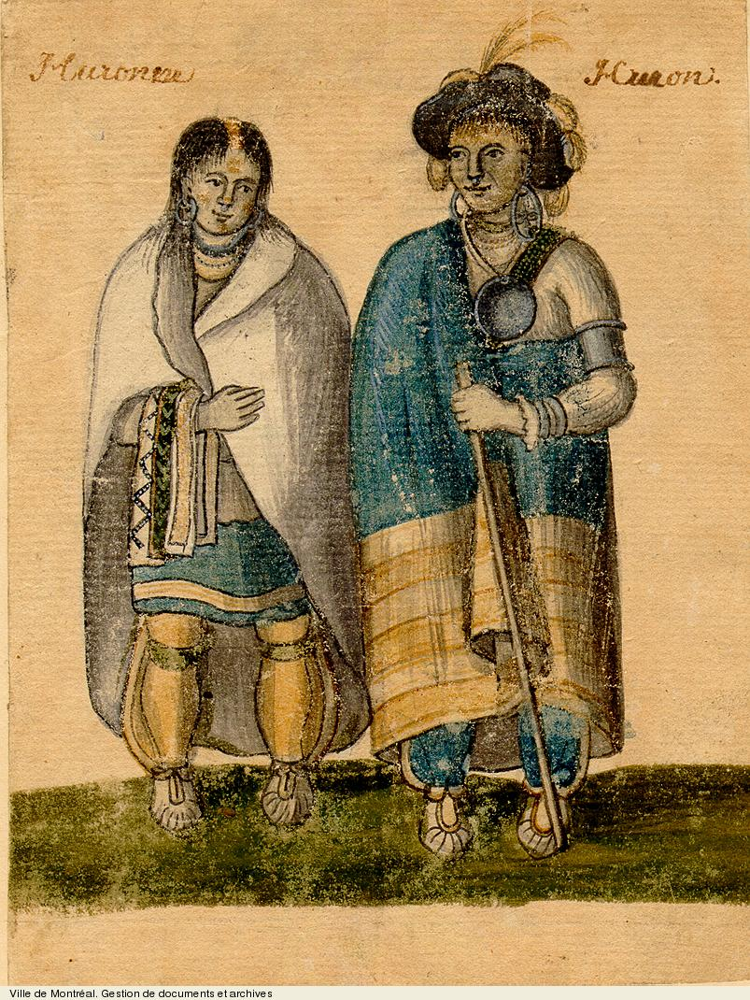 Huronne
Huron.
Ville de Montréal. Gestion de documents et archives